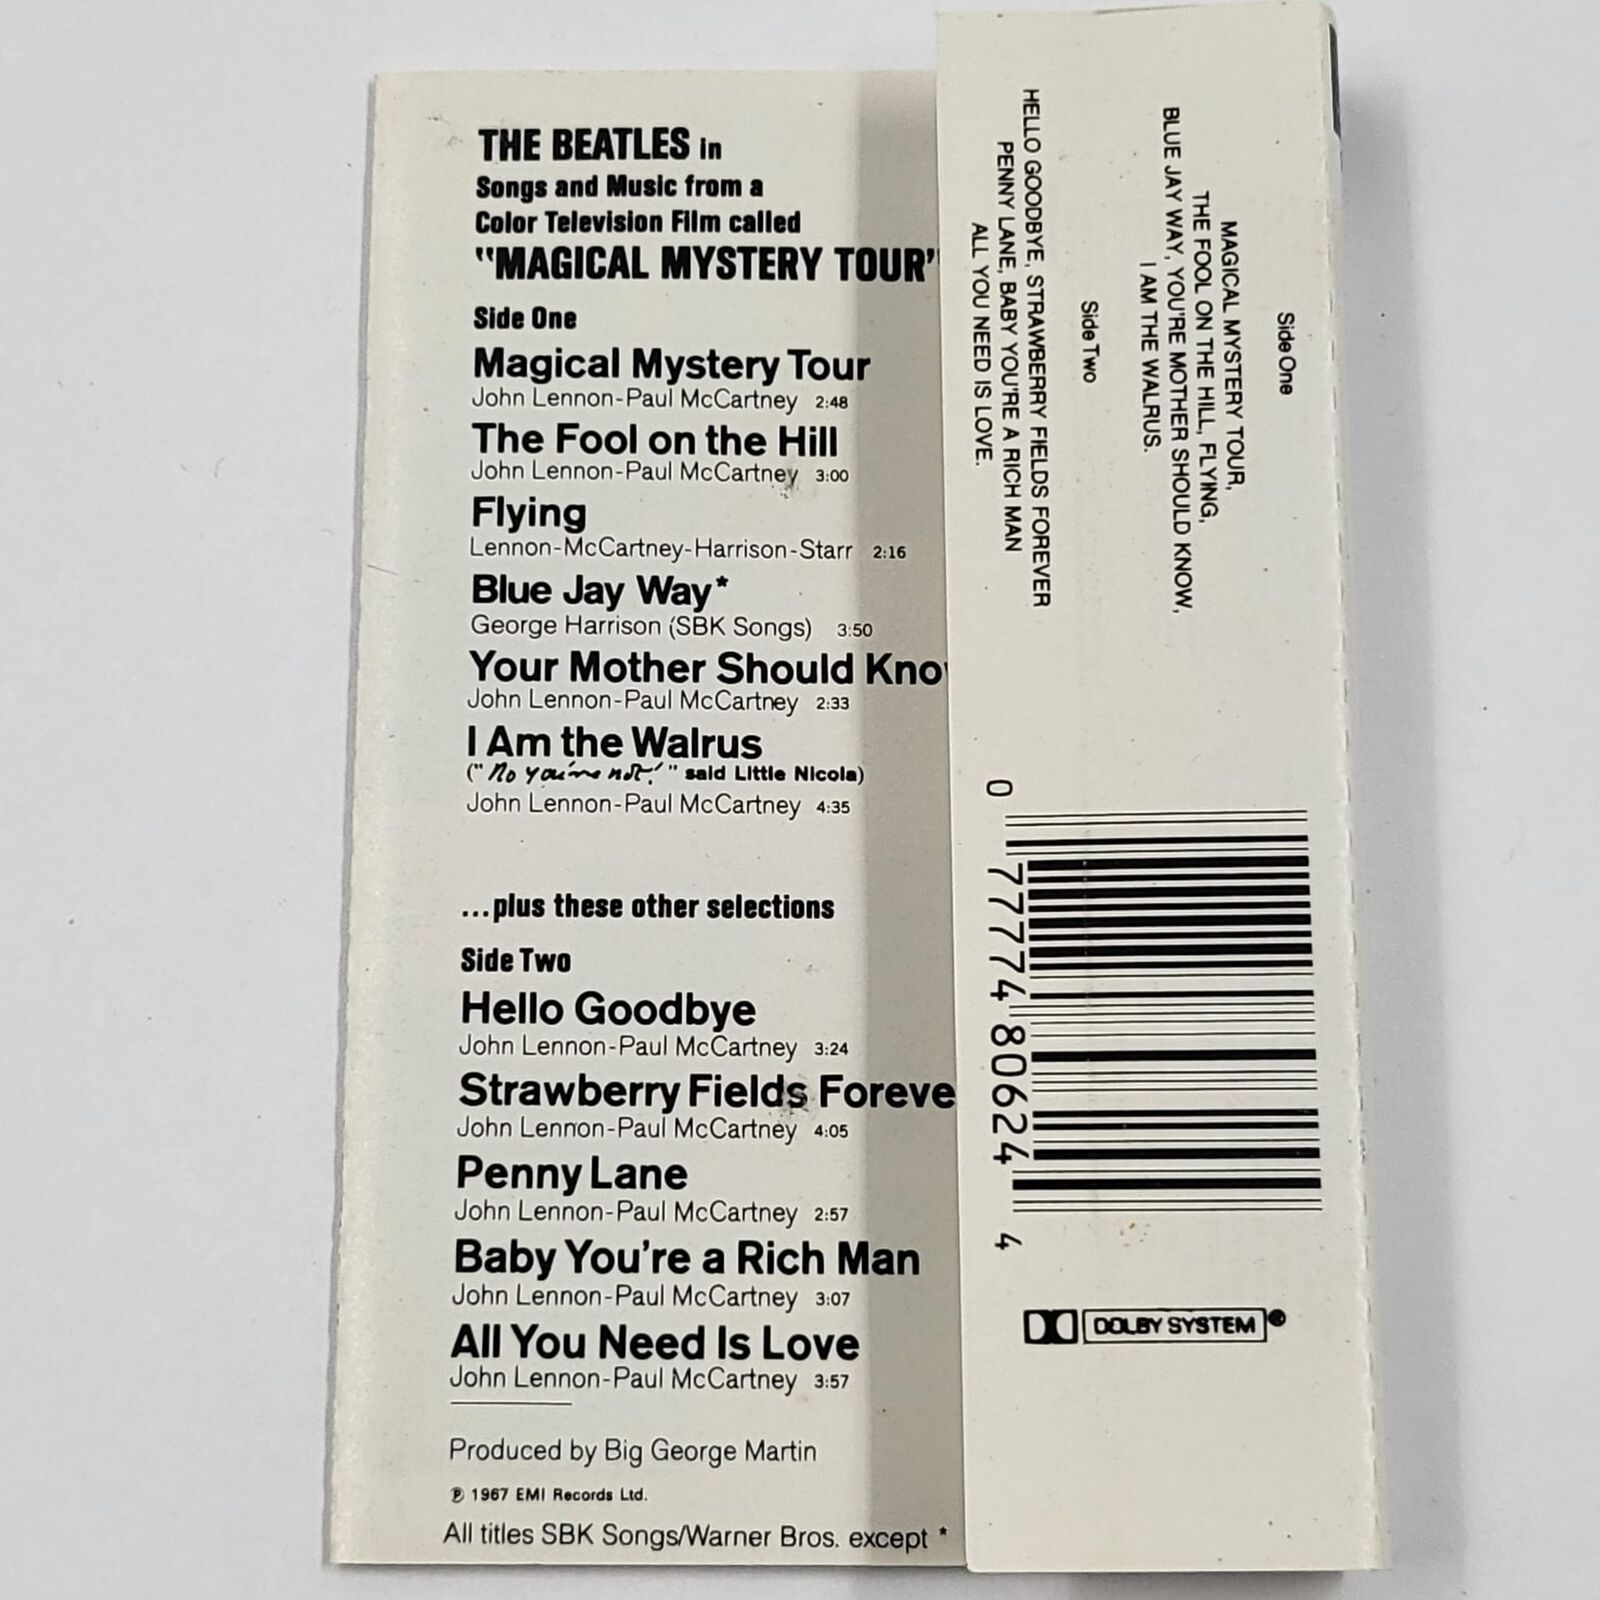 THE BEATLES in
Songs and Music from a
Color Television Film called
"MAGICAL MYSTERY TOUR"
Side One
Magical Mystery Tour
John Lennon-Paul McCartney 2:48
The Fool on the Hill
John Lennon-Paul McCartney 3:00
Flying
Lennon-McCartney-Harrison-Starr 2:16
Blue Jay Way*
George Harrison (SBK Songs) 3:50
Your Mother Should Kno
John Lennon-Paul McCartney 2:33
I Am the Walrus
("No you're not!" said Little Nicola)
John Lennon-Paul McCartney 4:35
...plus these other selections
Side Two
Hello Goodbye
John Lennon-Paul McCartney 3:24
Strawberry Fields Foreve
John Lennon-Paul McCartney 4:05
Penny Lane
John Lennon-Paul McCartney 2:57
Baby You're a Rich Man
John Lennon-Paul McCartney 3:07
All You Need Is Love
John Lennon-Paul McCartney 3:57
Produced by Big George Martin
℗ 1967 EMI Records Ltd.
All titles SBK Songs/Warner Bros. except *
Side One
MAGICAL MYSTERY TOUR,
THE FOOL ON THE HILL, FLYING,
BLUE JAY WAY, YOU'RE MOTHER SHOULD KNOW,
I AM THE WALRUS.
Side Two
HELLO GOODBYE, STRAWBERRY FIELDS FOREVER
PENNY LANE, BABY YOU'RE A RICH MAN
ALL YOU NEED IS LOVE.
0 77774 80624 4
DOLBY SYSTEM®